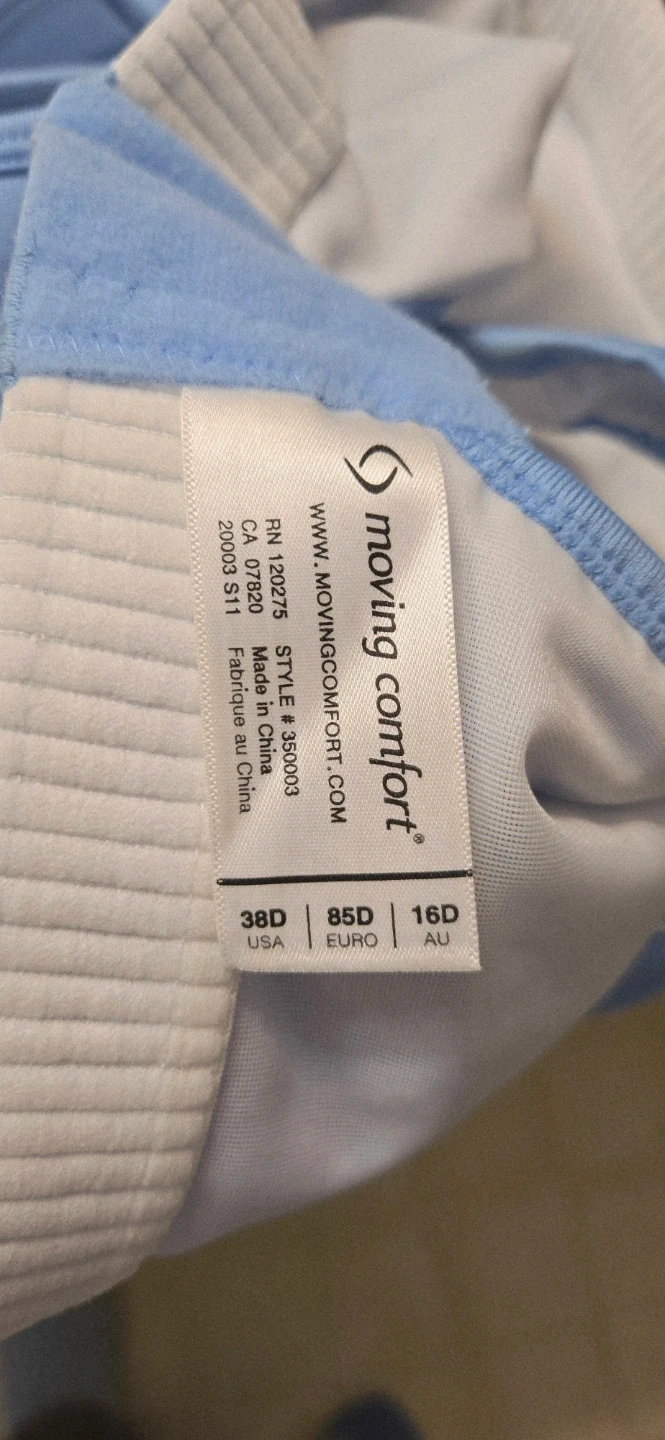 moving comfort®
WWW.MOVINGCOMFORT.COM
RN 120275 STYLE # 350003
CA 07820 Made in China
20003 S11 Fabrique au China
38D | 85D | 16D
USA EURO AU